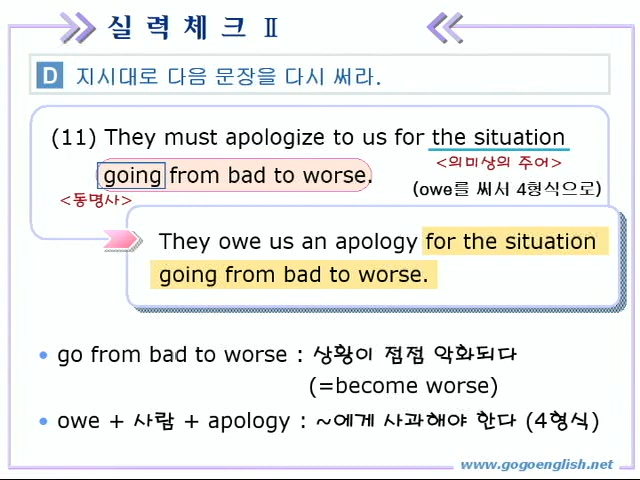 실 력 체 크 Ⅱ
D 지시대로 다음 문장을 다시 써라.
(11) They must apologize to us for the situation
<의미상의 주어>
going from bad to worse.
(owe를 써서 4형식으로)
<동명사>
They owe us an apology for the situation
going from bad to worse.
• go from bad to worse : 상황이 점점 악화되다
(=become worse)
• owe + 사람 + apology : ~에게 사과해야 한다 (4형식)
www.gogoenglish.net